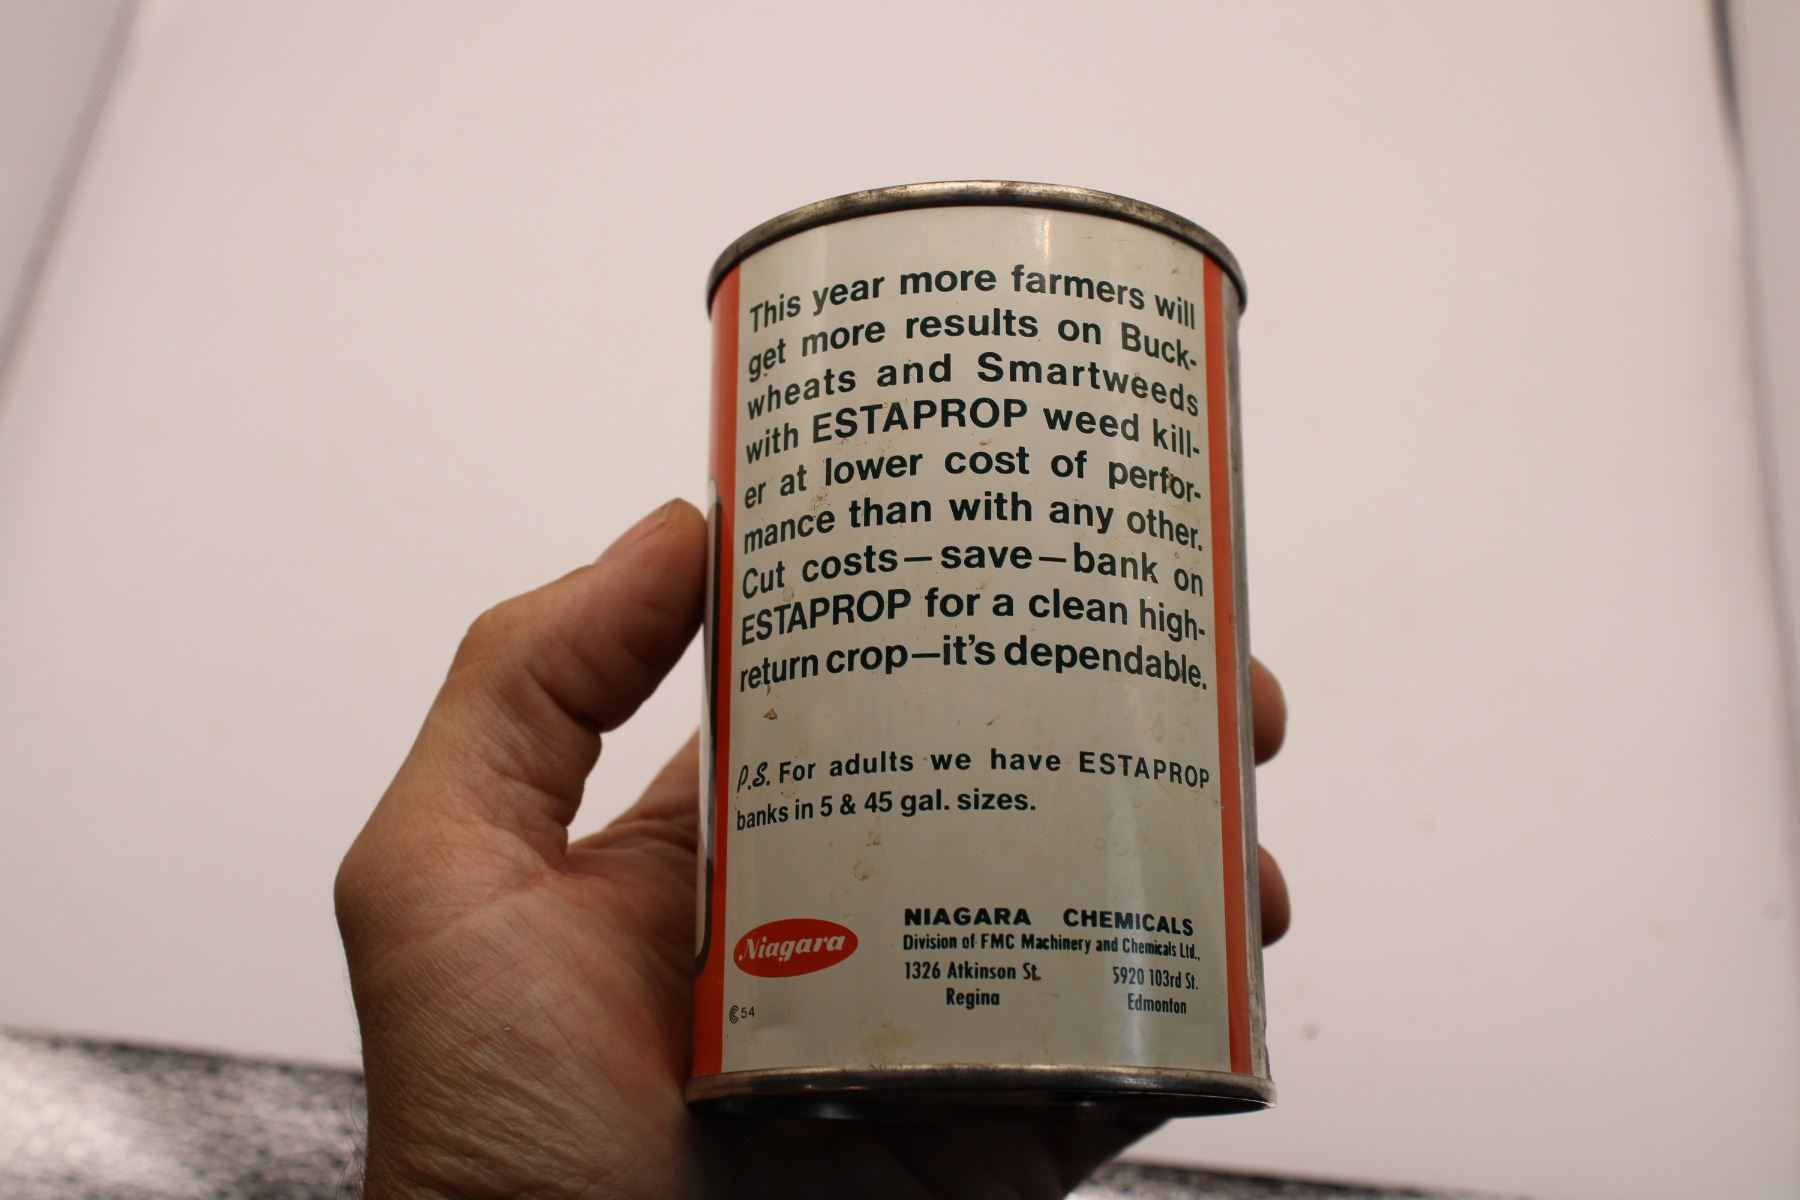 This year more farmers will
get more results on Buck-
wheats and Smartweeds
with ESTAPROP weed kill-
er at lower cost of perfor-
mance than with any other.
Cut costs—save—bank on
ESTAPROP for a clean high-
return crop—it's dependable.
P.S. For adults we have ESTAPROP
banks in 5 & 45 gal. sizes.
Niagara
NIAGARA CHEMICALS
Division of FMC Machinery and Chemicals Ltd.,
1326 Atkinson St. 5920 103rd St.
Regina Edmonton
54